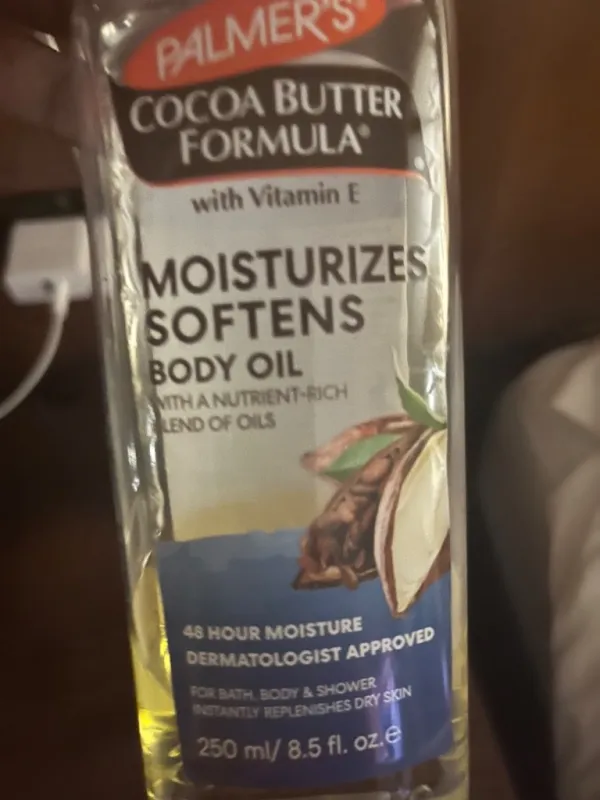 PALMER'S®
COCOA BUTTER
FORMULA®
with Vitamin E
MOISTURIZES
SOFTENS
BODY OIL
WITH A NUTRIENT-RICH
BLEND OF OILS
48 HOUR MOISTURE
DERMATOLOGIST APPROVED
FOR BATH, BODY & SHOWER
INSTANTLY REPLENISHES DRY SKIN
250 ml/ 8.5 fl. oz.℮